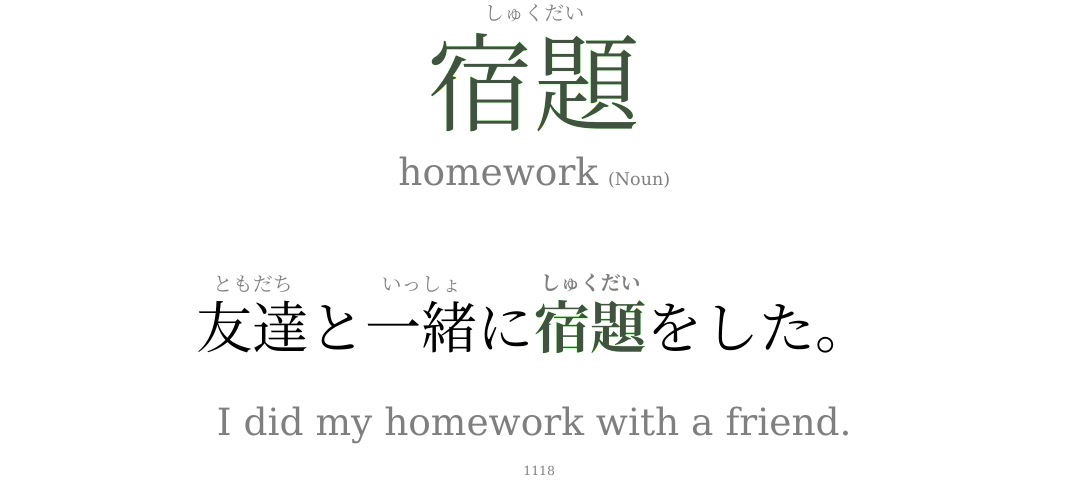 しゅくだい
宿題
homework (Noun)
ともだち いっしょ しゅくだい
友達と一緒に宿題をした。
I did my homework with a friend.
1118